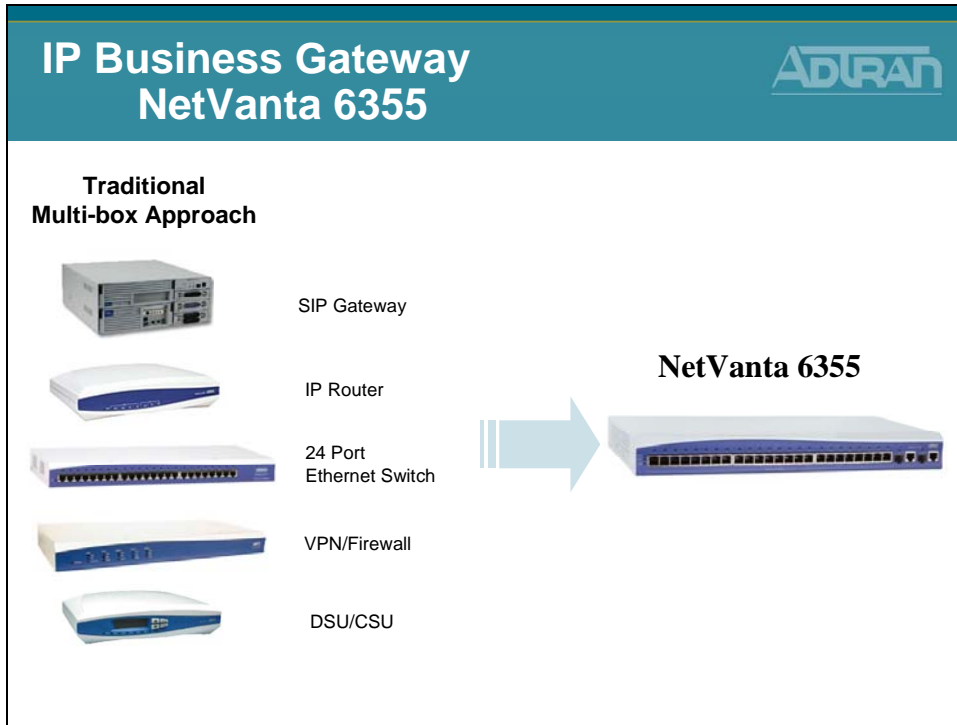 IP Business Gateway
NetVanta 6355
ADTRAN
Traditional
Multi-box Approach
SIP Gateway
IP Router
24 Port
Ethernet Switch
VPN/Firewall
DSU/CSU
NetVanta 6355